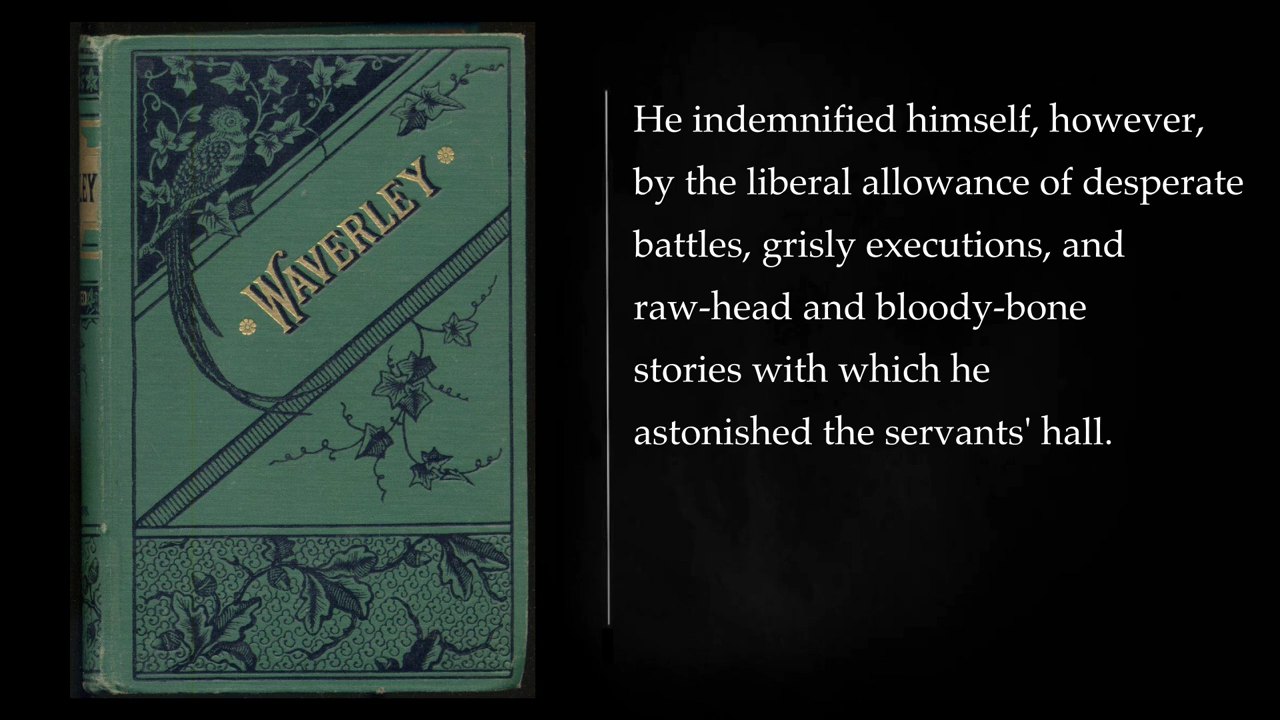 WAVERLEY
EY
He indemnified himself, however,
by the liberal allowance of desperate
battles, grisly executions, and
raw-head and bloody-bone
stories with which he
astonished the servants' hall.